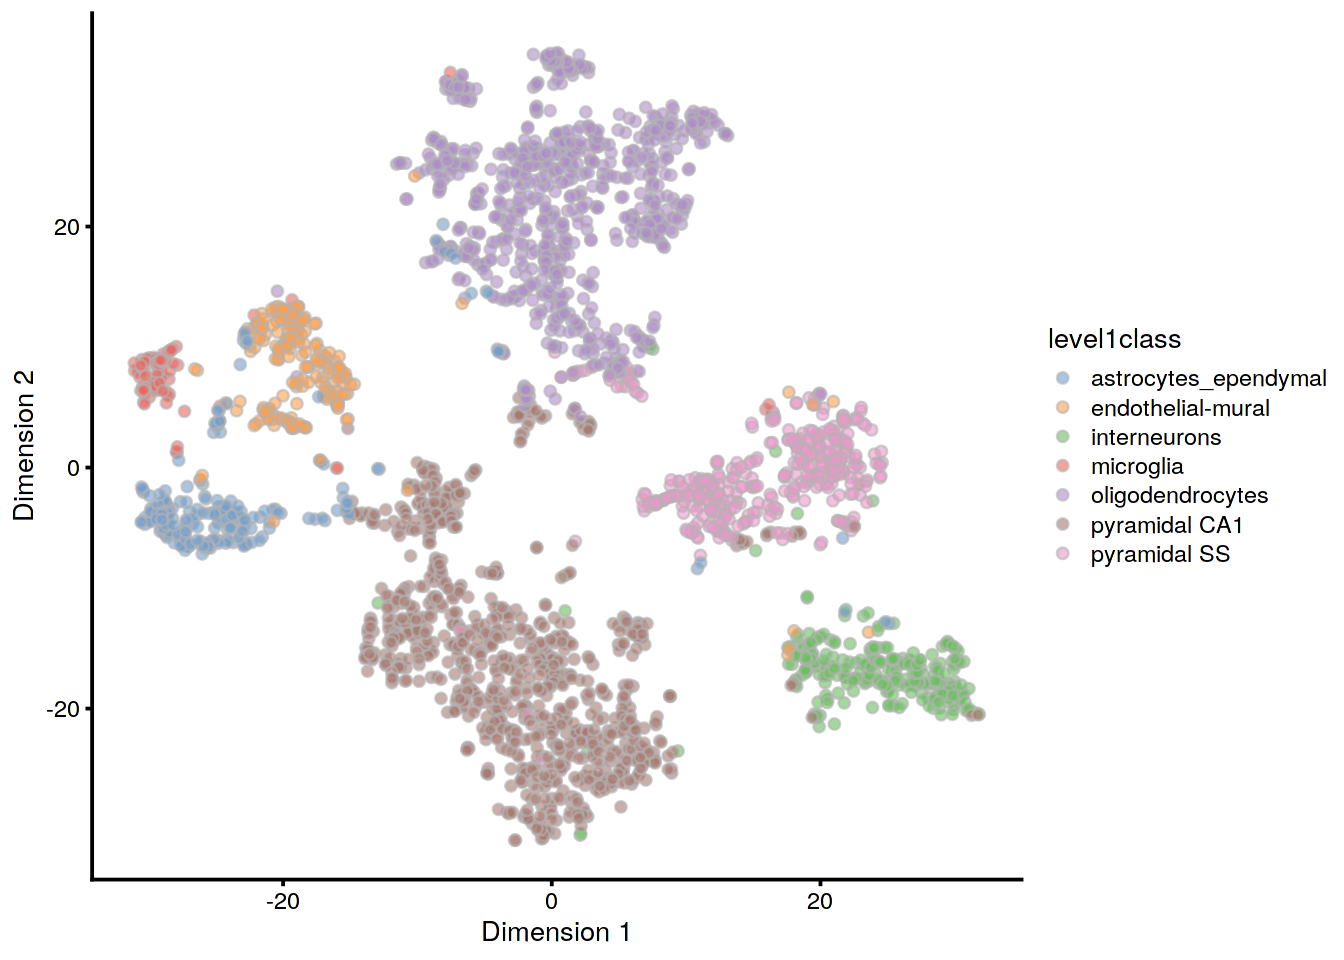 Dimension 2
20
0
-20
-20
0
20
Dimension 1
level1class
astrocytes_ependymal
endothelial-mural
interneurons
microglia
oligodendrocytes
pyramidal CA1
pyramidal SS